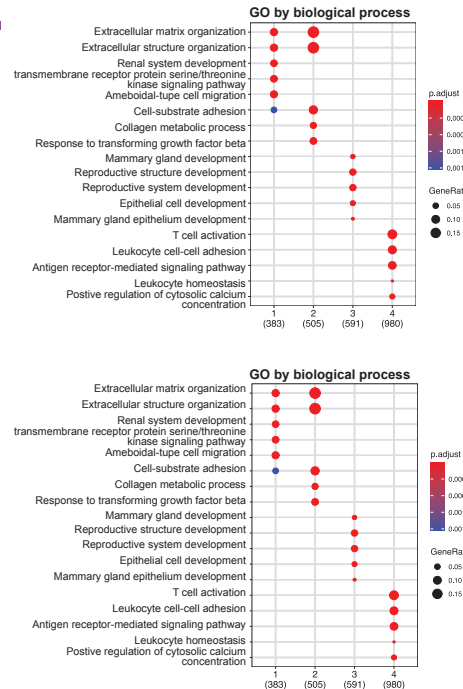 GO by biological process
Extracellular matrix organization
Extracellular structure organization
Renal system development
transmembrane receptor protein serine/threonine
kinase signaling pathway
Ameboidal-tupe cell migration
Cell-substrate adhesion
Collagen metabolic process
Response to transforming growth factor beta
Mammary gland development
Reproductive structure development
Reproductive system development
Epithelial cell development
Mammary gland epithelium development
T cell activation
Leukocyte cell-cell adhesion
Antigen receptor-mediated signaling pathway
Leukocyte homeostasis
Postive regulation of cytosolic calcium
concentration
1 2 3 4
(383) (505) (591) (980)
p.adjust
0.000
0.000
0.001
0.001
GeneRa
0.05
0.10
0.15
GO by biological process
Extracellular matrix organization
Extracellular structure organization
Renal system development
transmembrane receptor protein serine/threonine
kinase signaling pathway
Ameboidal-tupe cell migration
Cell-substrate adhesion
Collagen metabolic process
Response to transforming growth factor beta
Mammary gland development
Reproductive structure development
Reproductive system development
Epithelial cell development
Mammary gland epithelium development
T cell activation
Leukocyte cell-cell adhesion
Antigen receptor-mediated signaling pathway
Leukocyte homeostasis
Postive regulation of cytosolic calcium
concentration
1 2 3 4
(383) (505) (591) (980)
p.adjust
GeneRa
0.05
0.10
0.15